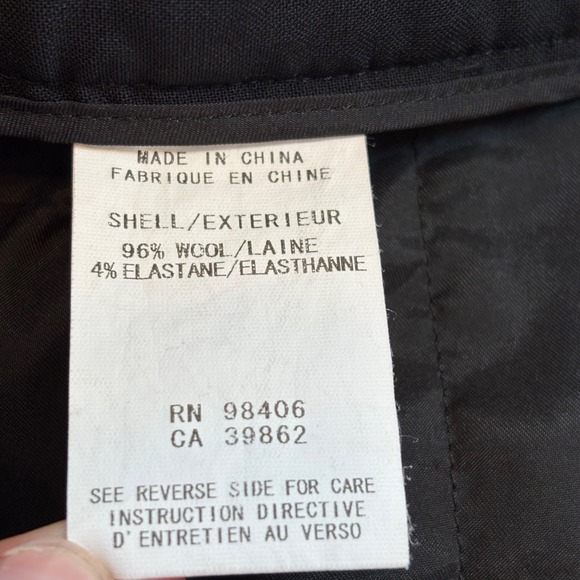 MADE IN CHINA
FABRIQUE EN CHINE
SHELL/EXTERIEUR
96% WOOL/LAINE
4% ELASTANE/ELASTHANNE
RN 98406
CA 39862
SEE REVERSE SIDE FOR CARE
INSTRUCTION DIRECTIVE
D'ENTRETIEN AU VERSO